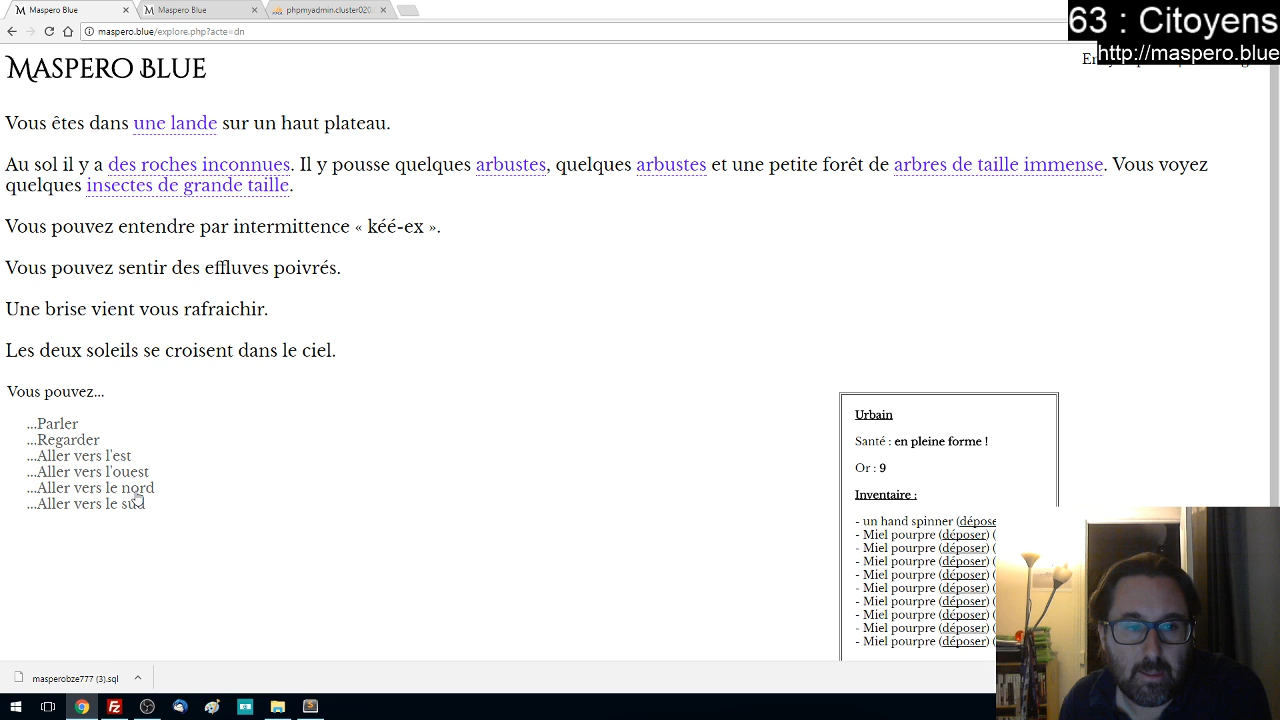 Maspero Blue
Maspero Blue
phpmyadmin.cluster020
63 : Citoyens
maspero.blue/explore.php?acte=dn
http://maspero.blue
MASPERO BLUE
Vous êtes dans une lande sur un haut plateau.
Au sol il y a des roches inconnues. Il y pousse quelques arbustes, quelques arbustes et une petite forêt de arbres de taille immense. Vous voyez
quelques insectes de grande taille.
Vous pouvez entendre par intermittence « kéé-ex ».
Vous pouvez sentir des effluves poivrés.
Une brise vient vous rafraichir.
Les deux soleils se croisent dans le ciel.
Vous pouvez...
...Parler
...Regarder
...Aller vers l'est
...Aller vers l'ouest
...Aller vers le nord
...Aller vers le sud
Urbain
Santé : en pleine forme !
Or : 9
Inventaire :
- un hand spinner (dépose
- Miel pourpre (déposer) (
- Miel pourpre (déposer) (
- Miel pourpre (déposer) (
- Miel pourpre (déposer) (
- Miel pourpre (déposer) (
- Miel pourpre (déposer) (
- Miel pourpre (déposer) (
- Miel pourpre (déposer) (
- Miel pourpre (déposer) (
masperobze777 (3).sql